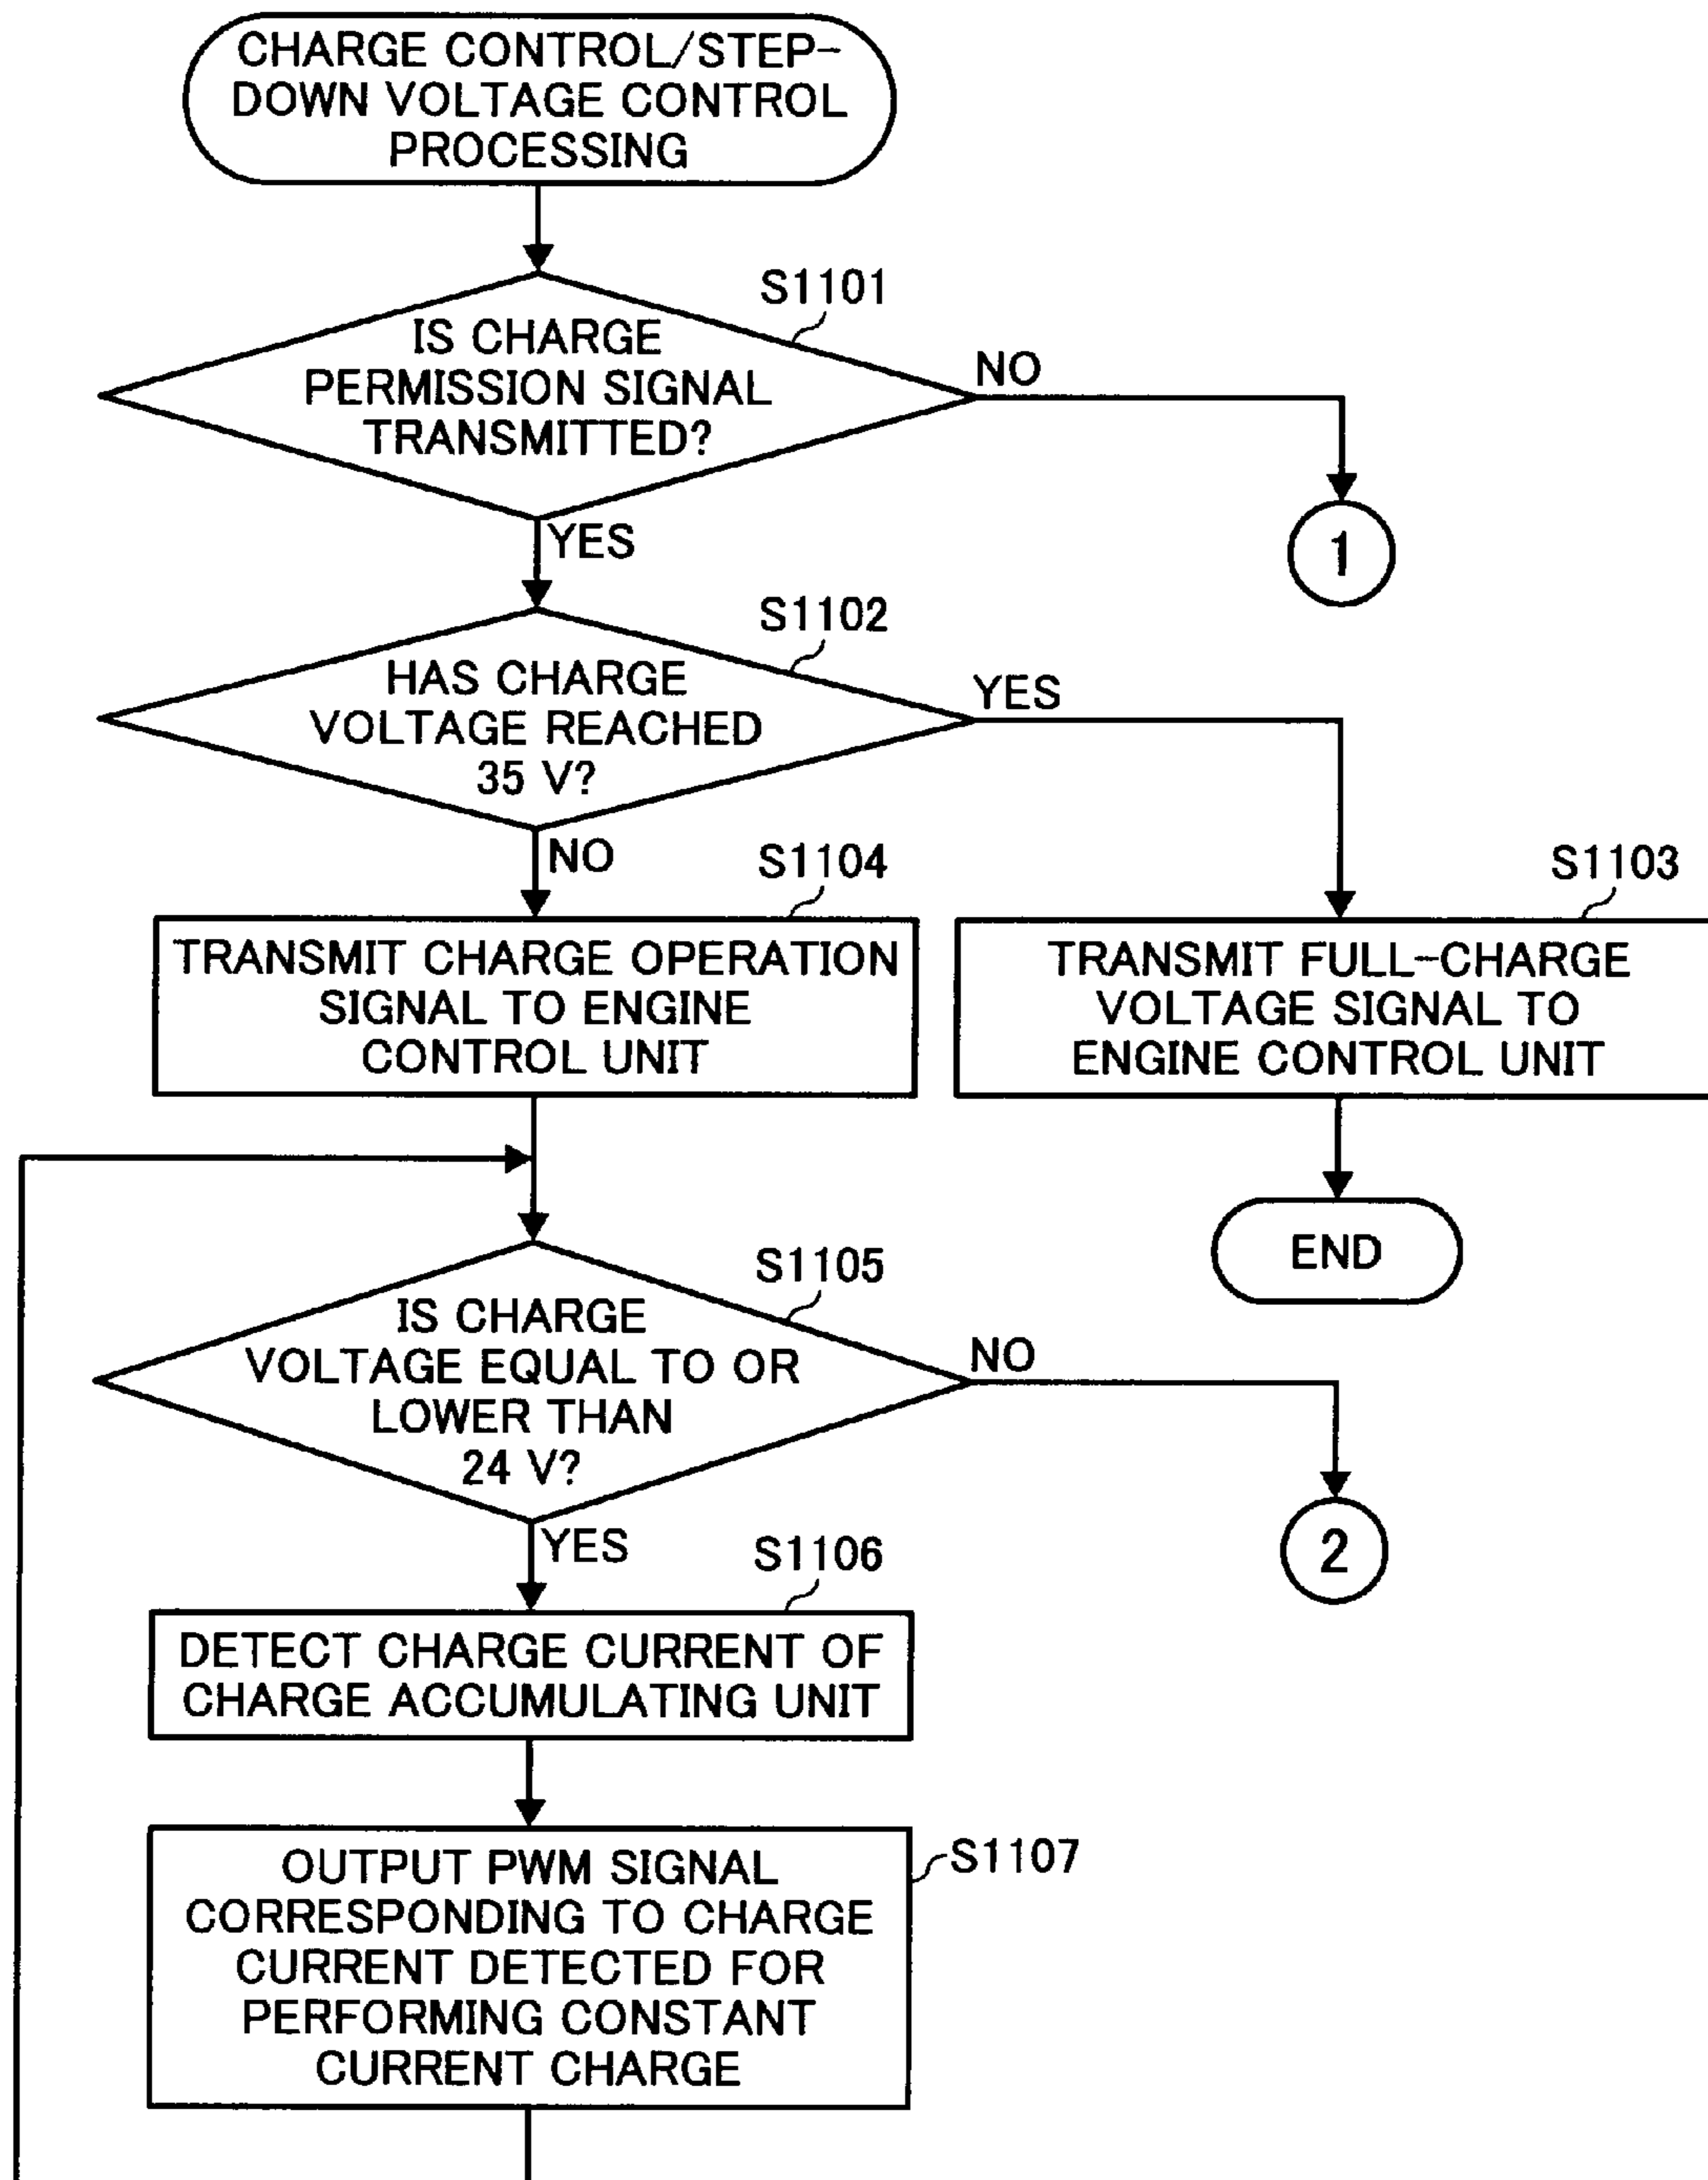 CHARGE CONTROL/STEP-
DOWN VOLTAGE CONTROL
PROCESSING
S1101
IS CHARGE
PERMISSION SIGNAL
TRANSMITTED?
NO
1
YES
S1102
HAS CHARGE
VOLTAGE REACHED
35 V?
YES
NO
S1104
TRANSMIT CHARGE OPERATION
SIGNAL TO ENGINE
CONTROL UNIT
S1103
TRANSMIT FULL-CHARGE
VOLTAGE SIGNAL TO
ENGINE CONTROL UNIT
END
S1105
IS CHARGE
VOLTAGE EQUAL TO OR
LOWER THAN
24 V?
NO
2
YES
S1106
DETECT CHARGE CURRENT OF
CHARGE ACCUMULATING UNIT
S1107
OUTPUT PWM SIGNAL
CORRESPONDING TO CHARGE
CURRENT DETECTED FOR
PERFORMING CONSTANT
CURRENT CHARGE